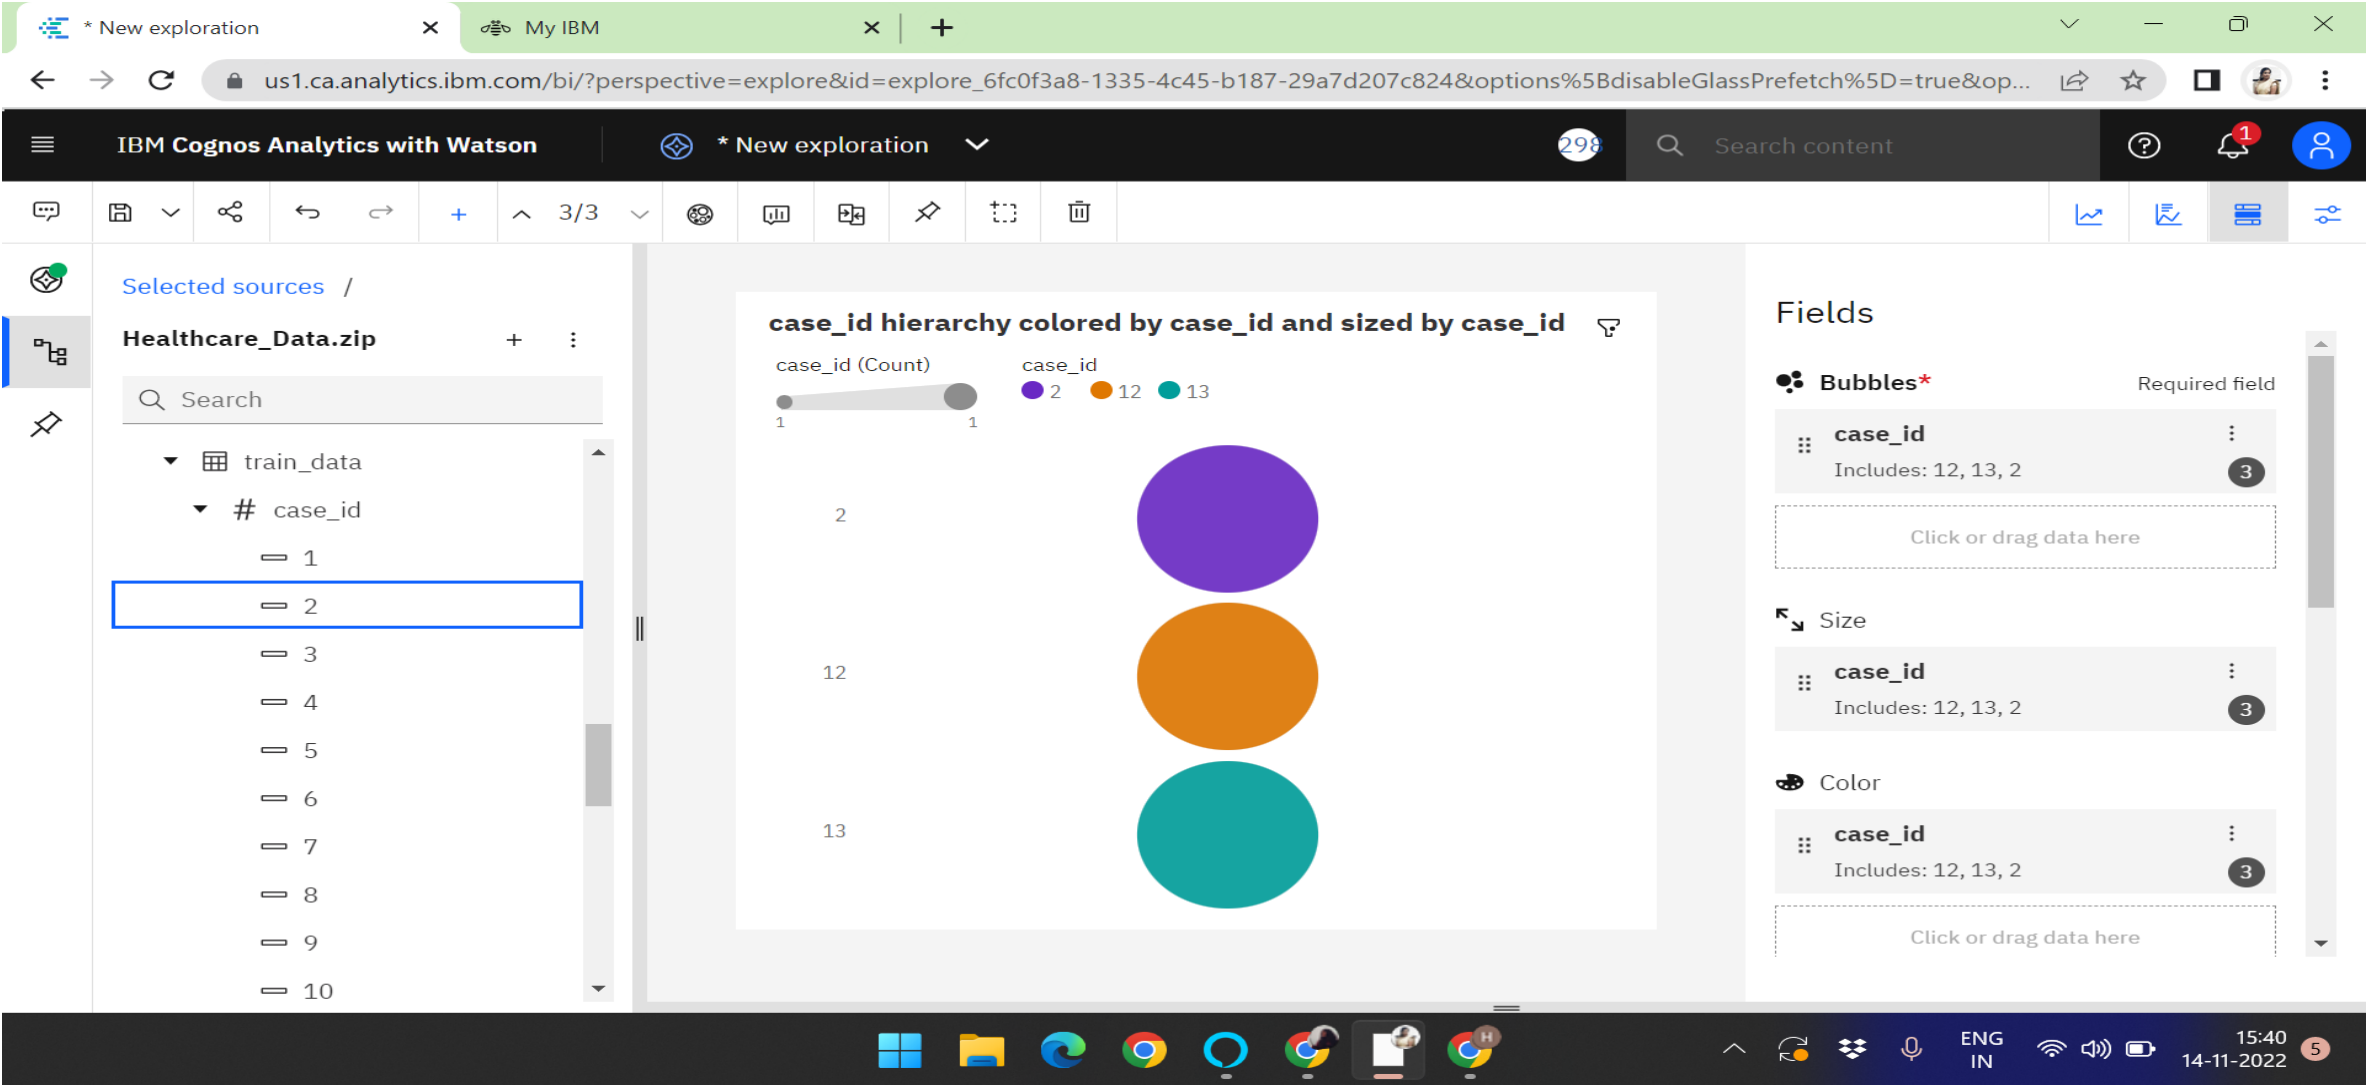 * New exploration
My IBM
us1.ca.analytics.ibm.com/bi/?perspective=explore&id=explore_6fc0f3a8-1335-4c45-b187-29a7d207c824&options%5BdisableGlassPrefetch%5D=true&op...
IBM Cognos Analytics with Watson
* New exploration
298
Search content
1
3/3
Selected sources /
Healthcare_Data.zip
Search
train_data
# case_id
1
2
3
4
5
6
7
8
9
10
case_id hierarchy colored by case_id and sized by case_id
case_id (Count)
1 1
case_id
2 12 13
2
12
13
Fields
Bubbles* Required field
case_id
Includes: 12, 13, 2
3
Click or drag data here
Size
case_id
Includes: 12, 13, 2
3
Color
case_id
Includes: 12, 13, 2
3
Click or drag data here
H
ENG
IN
15:40
14-11-2022
5